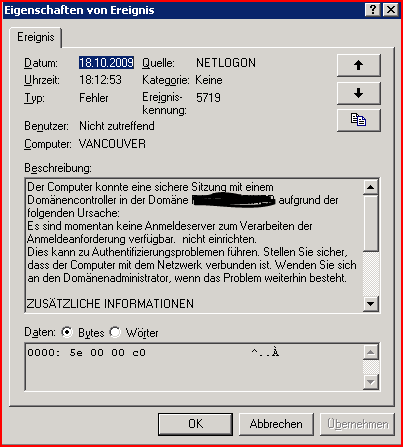 Eigenschaften von Ereignis
Ereignis
Datum: 18.10.2009 Quelle: NETLOGON
Uhrzeit: 18:12:53 Kategorie: Keine
Typ: Fehler Ereignis-
kennung: 5719
Benutzer: Nicht zutreffend
Computer: VANCOUVER
Beschreibung:
Der Computer konnte eine sichere Sitzung mit einem
Domänencontroller in der Domäne aufgrund der
folgenden Ursache:
Es sind momentan keine Anmeldeserver zum Verarbeiten der
Anmeldeanforderung verfügbar. nicht einrichten.
Dies kann zu Authentifizierungsproblemen führen. Stellen Sie sicher,
dass der Computer mit dem Netzwerk verbunden ist. Wenden Sie sich
an den Domänenadministrator, wenn das Problem weiterhin besteht.
ZUSÄTZLICHE INFORMATIONEN
Daten: Bytes Wörter
0000: 5e 00 00 c0 ^..À
OK Abbrechen Übernehmen